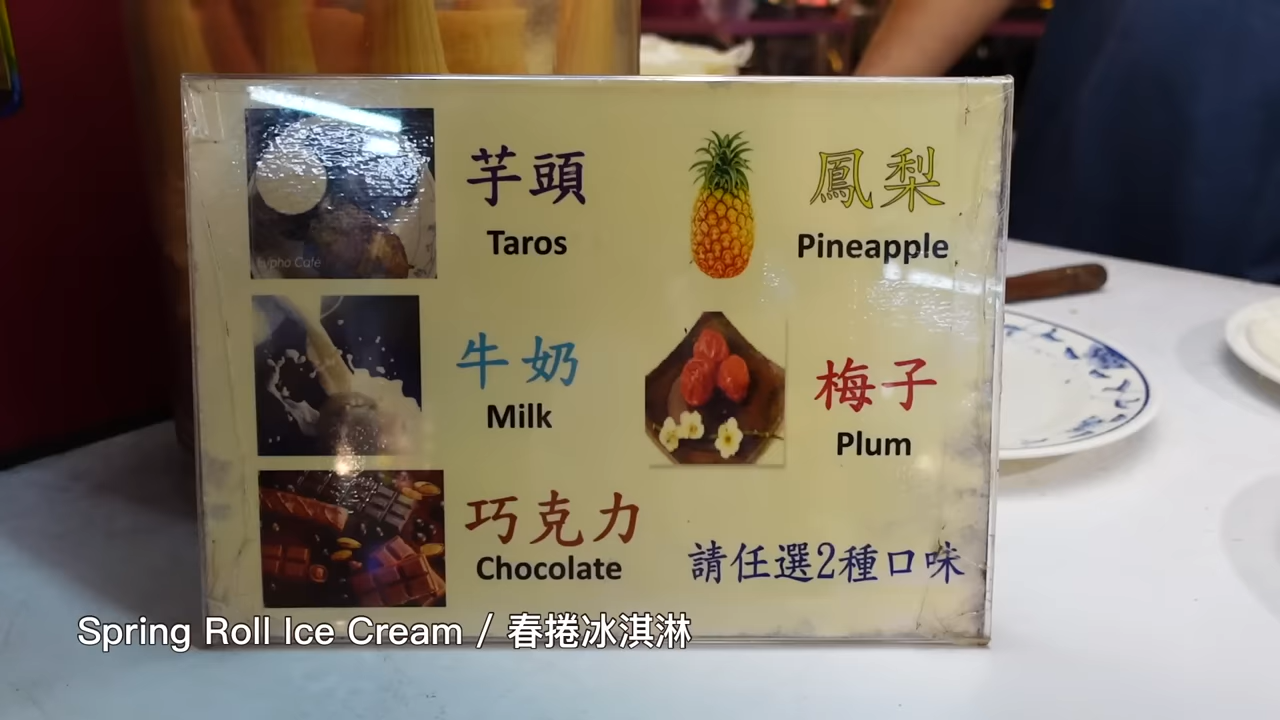 芋頭
Taros
鳳梨
Pineapple
牛奶
Milk
梅子
Plum
巧克力
Chocolate
請任選2種口味
Spring Roll Ice Cream / 春捲冰淇淋